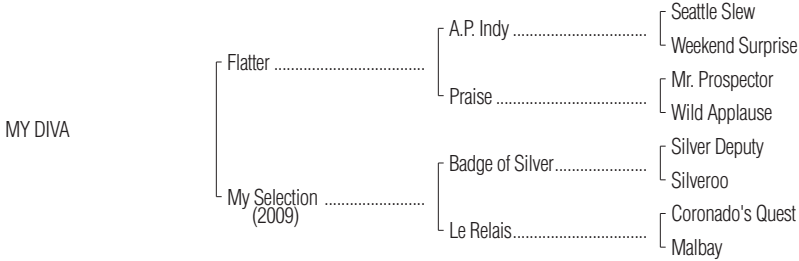 Seattle Slew
A.P. Indy
Weekend Surprise
Flatter
Mr. Prospector
Praise
Wild Applause
MY DIVA
Silver Deputy
Badge of Silver
Silveroo
My Selection
(2009)
Coronado's Quest
Le Relais
Malbay